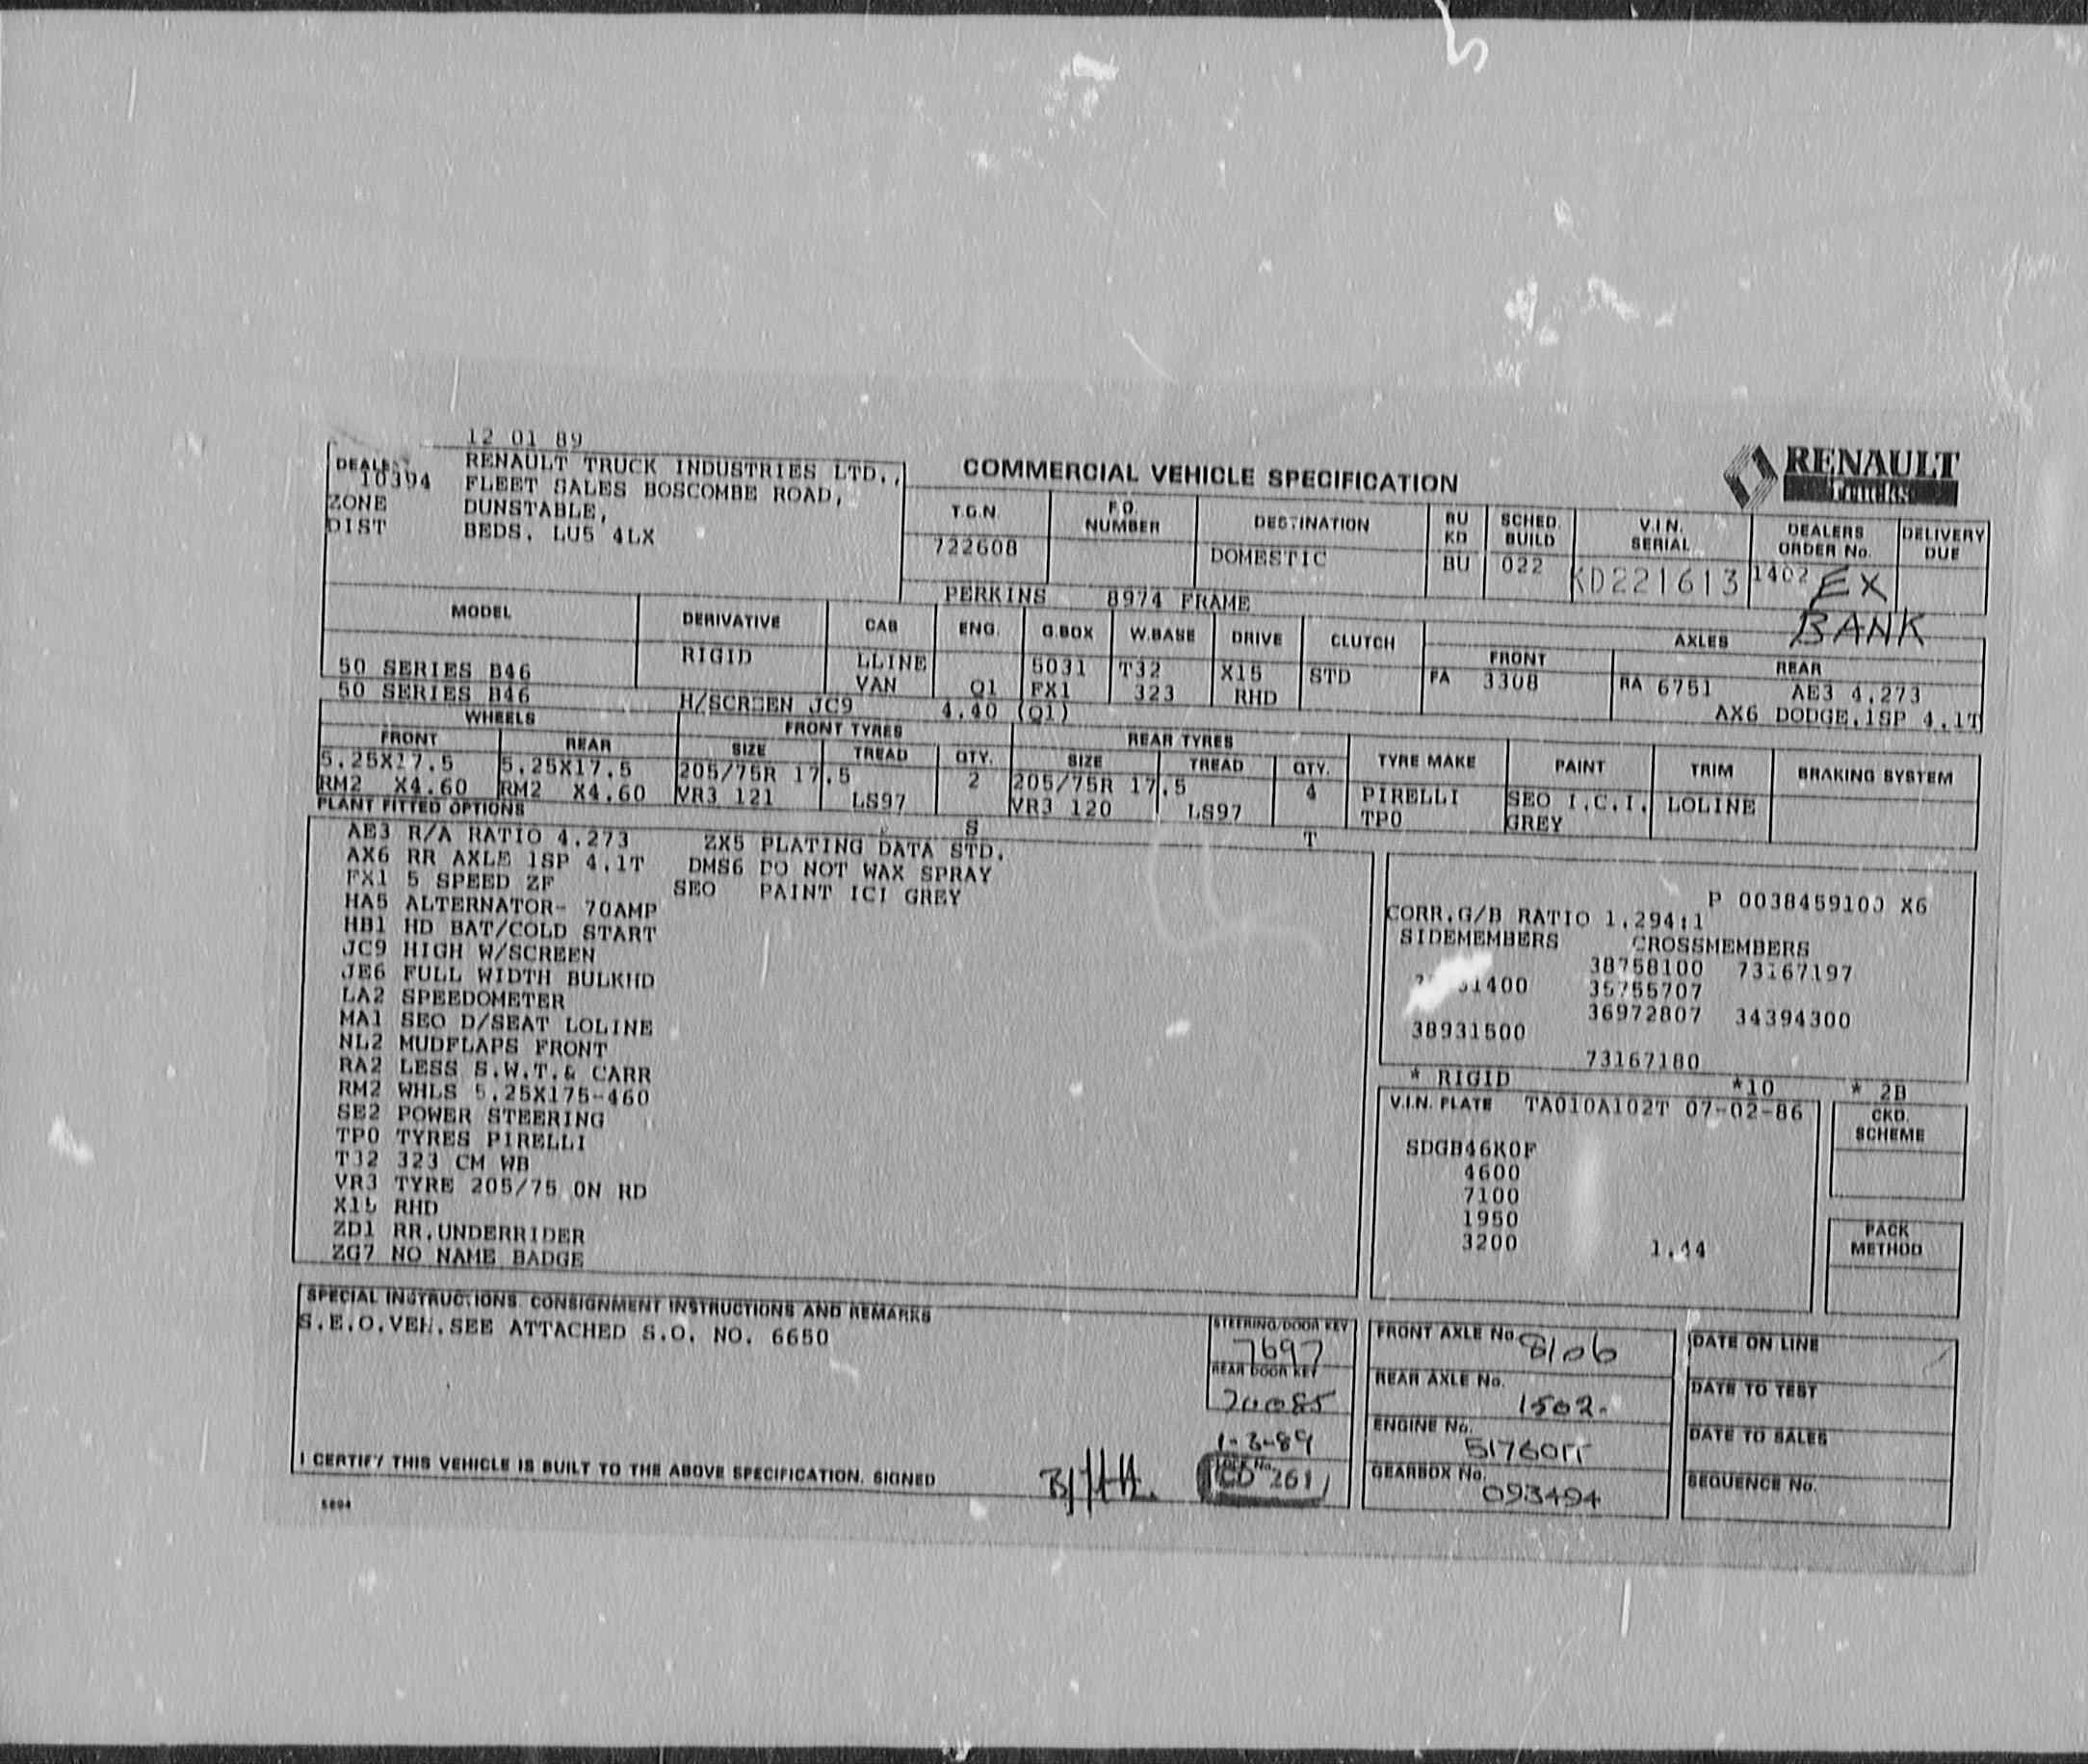 12 01 89
RENAULT TRUCK INDUSTRIES LTD.,
10394 FLEET SALES BOSCOMBE ROAD,
ZONE DUNSTABLE,
DIST BEDS. LU5 4LX
COMMERCIAL VEHICLE SPECIFICATION
RENAULT
Trucks
T.O.N F.O. NUMBER DESTINATION BU KD SCHED BUILD V.I.N. SERIAL DEALERS ORDER No. DELIVERY DUE
722608 DOMESTIC BU 022 KD221613 1402 EX BANK
PERKINS 8974 FRAME
MODEL DERIVATIVE CAB ENG. G.BOX W.BASE DRIVE CLUTCH AXLES
FRONT REAR
50 SERIES B46 RIGID LLINE 5031 T32 X15 STD FA 3308 RA 6751 AE3 4.273
50 SERIES B46 H/SCREEN JC9 VAN Q1 FX1 323 RHD AX6 DODGE.1SP 4.1T
4.40 (Q1)
WHEELS FRONT TYRES REAR TYRES
FRONT REAR SIZE TREAD QTY. SIZE TREAD QTY. TYRE MAKE PAINT TRIM BRAKING SYSTEM
5.25X17.5 5.25X17.5 205/75R 17.5 2 205/75R 17.5 4 PIRELLI SEO I.C.I. LOLINE
RM2 X4.60 RM2 X4.60 VR3 121 LS97 VR3 120 LS97 TP0 GREY
PLANT FITTED OPTIONS S T
AE3 R/A RATIO 4.273 ZX5 PLATING DATA STD.
AX6 RR AXLE 1SP 4.1T DMS6 DO NOT WAX SPRAY
FX1 5 SPEED ZF SEO PAINT ICI GREY
HA5 ALTERNATOR- 70AMP
HB1 HD BAT/COLD START
JC9 HIGH W/SCREEN
JE6 FULL WIDTH BULKHD
LA2 SPEEDOMETER
MA1 SEO D/SEAT LOLINE
NL2 MUDFLAPS FRONT
RA2 LESS S.W.T.& CARR
RM2 WHLS 5.25X175-460
SE2 POWER STEERING
TP0 TYRES PIRELLI
T32 323 CM WB
VR3 TYRE 205/75 ON RD
X15 RHD
ZD1 RR.UNDERRIDER
ZG7 NO NAME BADGE
P 0038459100 X6
CORR.G/B RATIO 1.294:1
SIDEMEMBERS CROSSMEMBERS
38758100 73167197
35755707
36972807 34394300
38931500
73167180
* RIGID *10 * 2B
V.I.N. PLATE TA010A102T 07-02-86
SDGB46K0F
4600
7100
1950
3200 1.44
CKD. SCHEME
PACK METHOD
SPECIAL INSTRUCTIONS. CONSIGNMENT INSTRUCTIONS AND REMARKS
S.E.O.VEH.SEE ATTACHED S.O. NO. 6650
STEERING/DOOR KEY
7697
REAR DOOR KEY
20085
1-3-89
261
FRONT AXLE No. 8106
REAR AXLE No. 1502.
ENGINE No.
GEARBOX No. 093494
DATE ON LINE
DATE TO TEST
DATE TO SALES
SEQUENCE No.
I CERTIFY THIS VEHICLE IS BUILT TO THE ABOVE SPECIFICATION. SIGNED